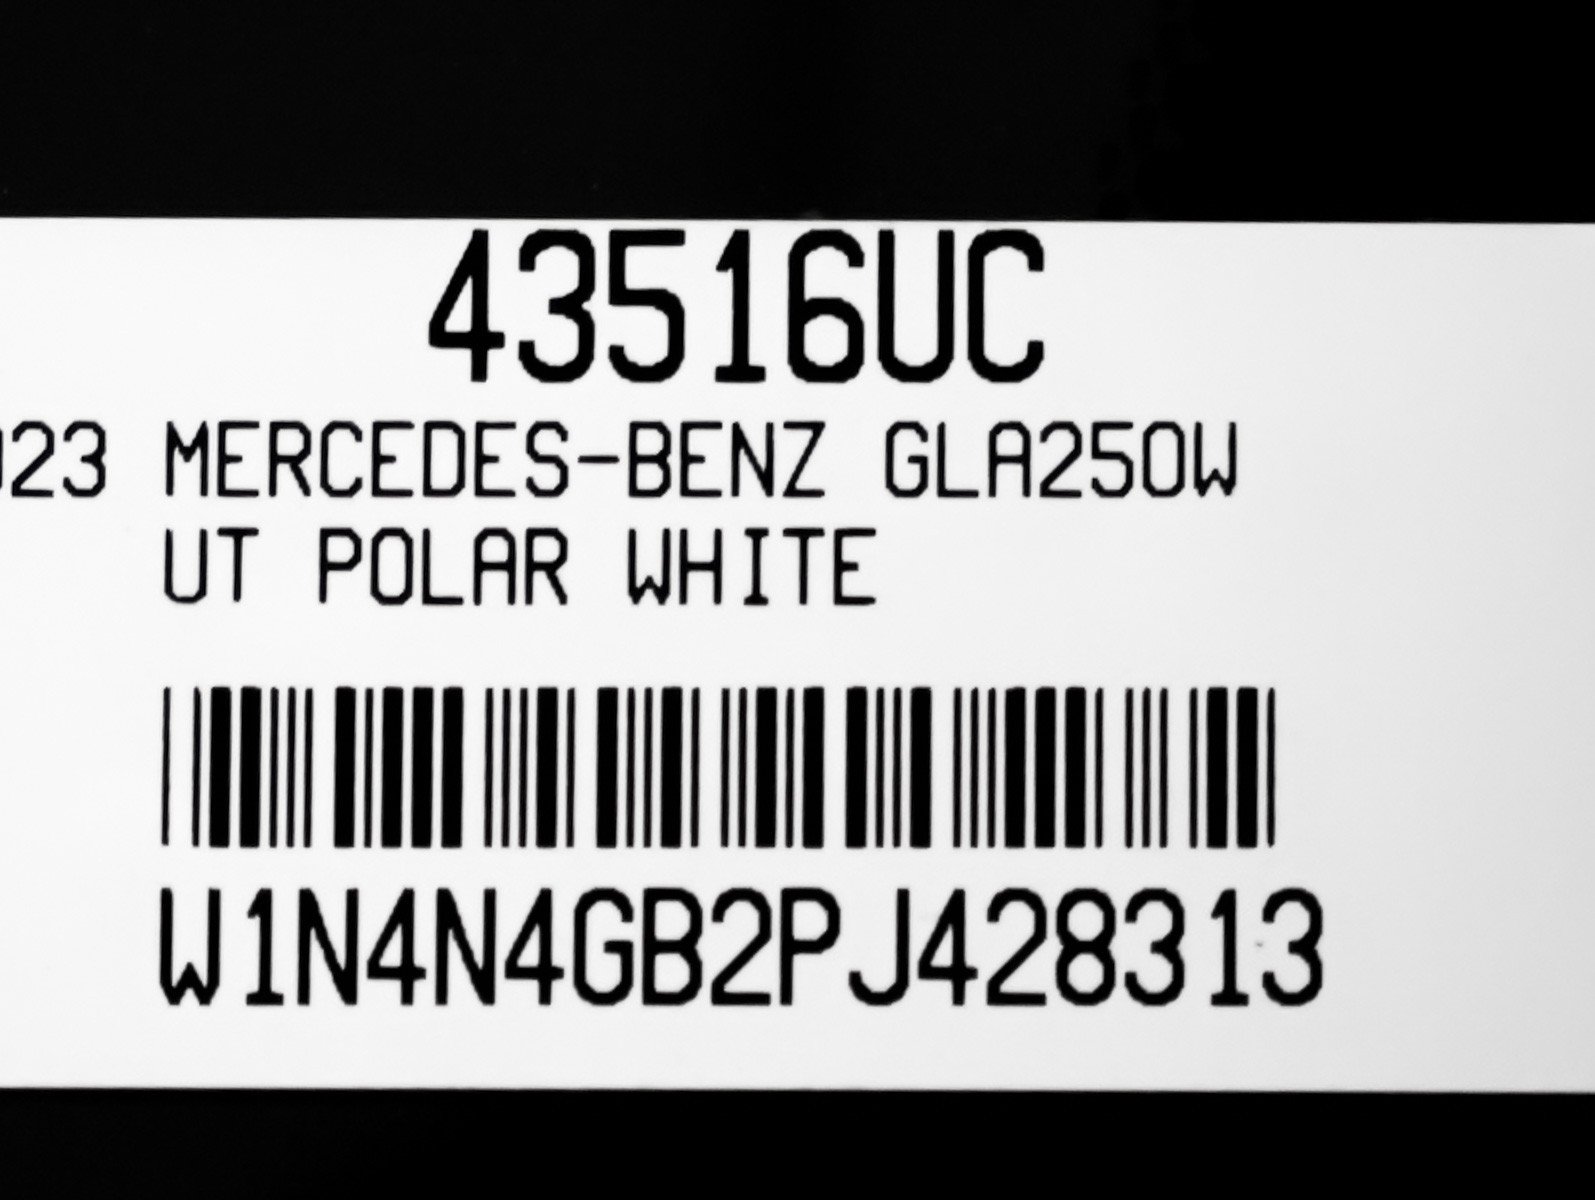 43516UC
023 MERCEDES-BENZ GLA250W
UT POLAR WHITE
W1N4N4GB2PJ428313